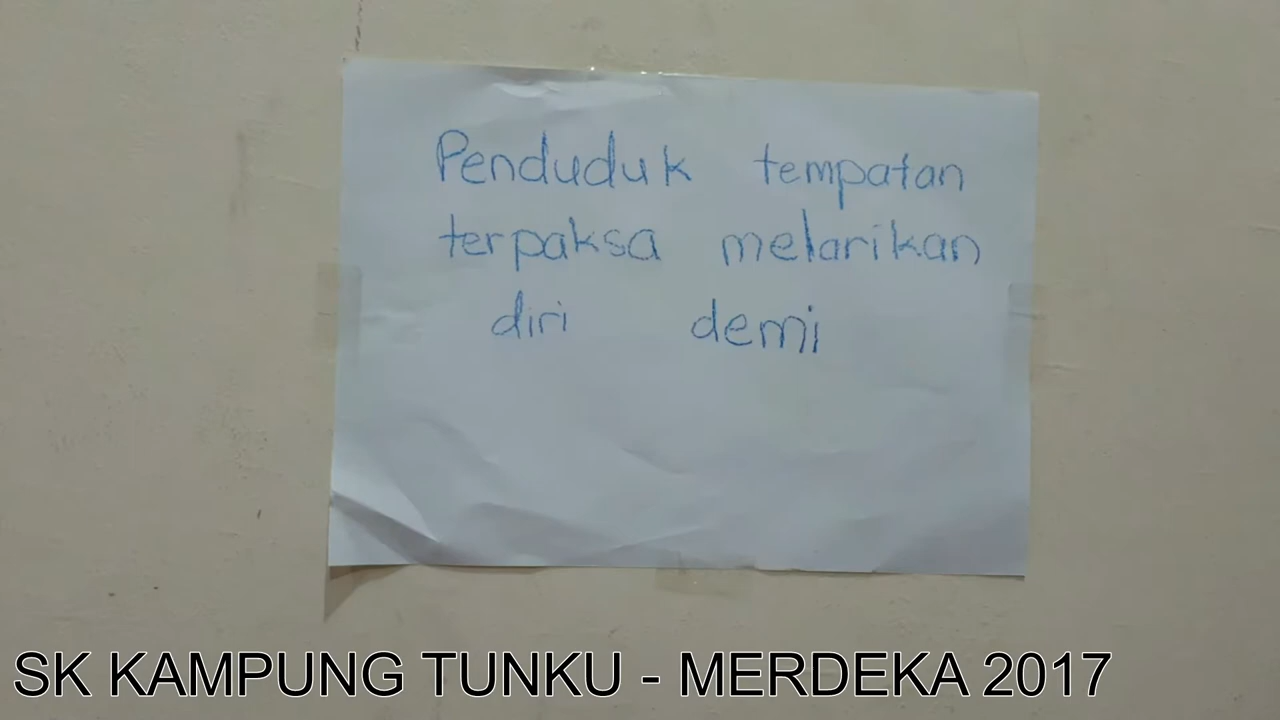 Penduduk tempatan
terpaksa melarikan
diri demi
SK KAMPUNG TUNKU - MERDEKA 2017